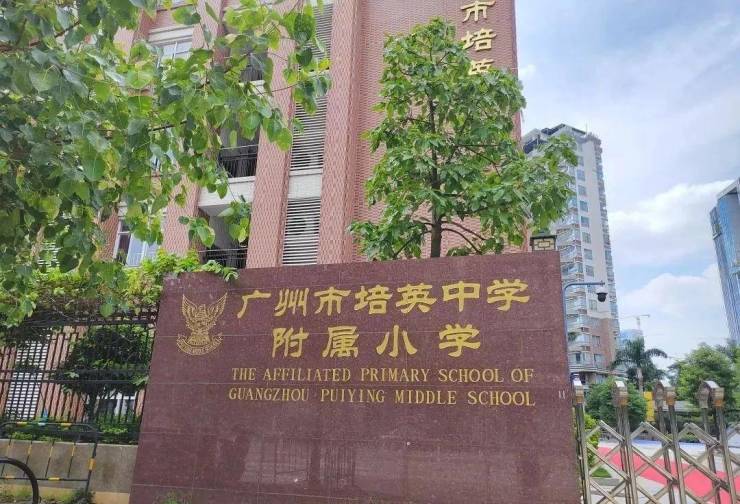 市培英
广州市培英中学
附属小学
THE AFFILIATED PRIMARY SCHOOL OF
GUANGZHOU PUIYING MIDDLE SCHOOL